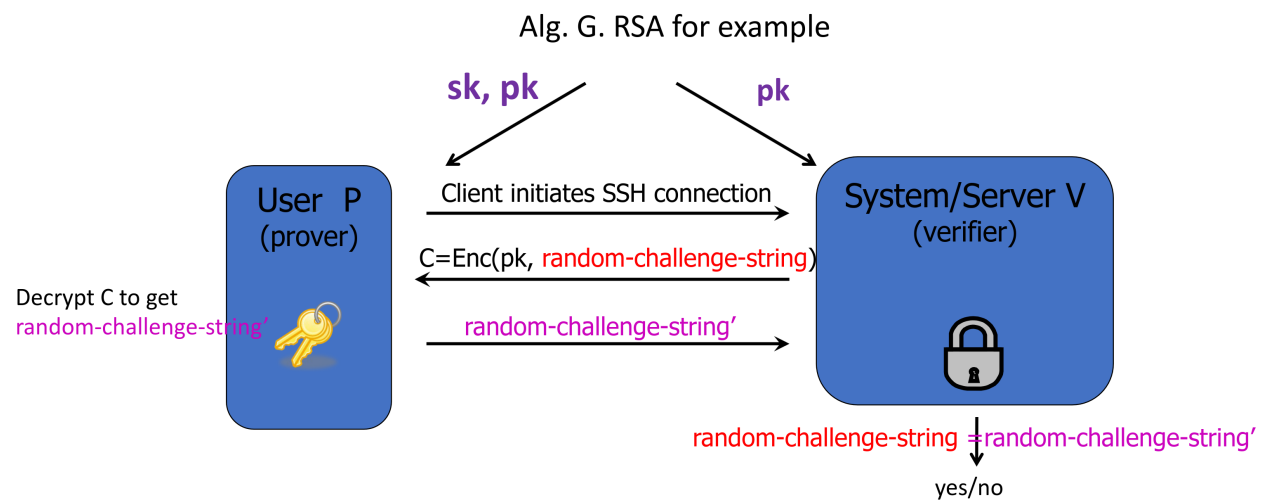 Alg. G. RSA for example
sk, pk
pk
User P
(prover)
Client initiates SSH connection
System/Server V
(verifier)
C=Enc(pk, random-challenge-string)
Decrypt C to get
random-challenge-string’
random-challenge-string’
random-challenge-string =random-challenge-string’
yes/no